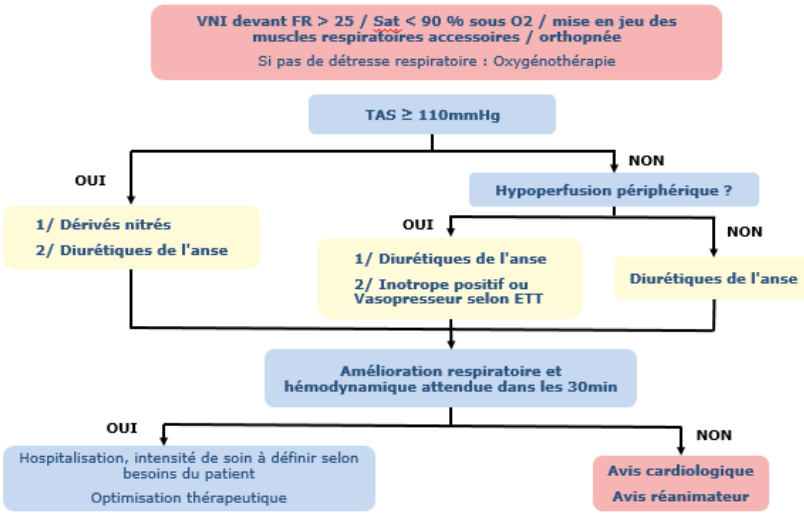 VNI devant FR > 25 / Sat < 90 % sous O2 / mise en jeu des
muscles respiratoires accessoires / orthopnée
Si pas de détresse respiratoire : Oxygénothérapie
TAS ≥ 110mmHg
OUI
NON
Hypoperfusion périphérique ?
1/ Dérivés nitrés
2/ Diurétiques de l'anse
OUI
NON
1/ Diurétiques de l'anse
2/ Inotrope positif ou
Vasopresseur selon ETT
Diurétiques de l'anse
Amélioration respiratoire et
hémodynamique attendue dans les 30min
OUI
NON
Hospitalisation, intensité de soin à définir selon
besoins du patient
Optimisation thérapeutique
Avis cardiologique
Avis réanimateur